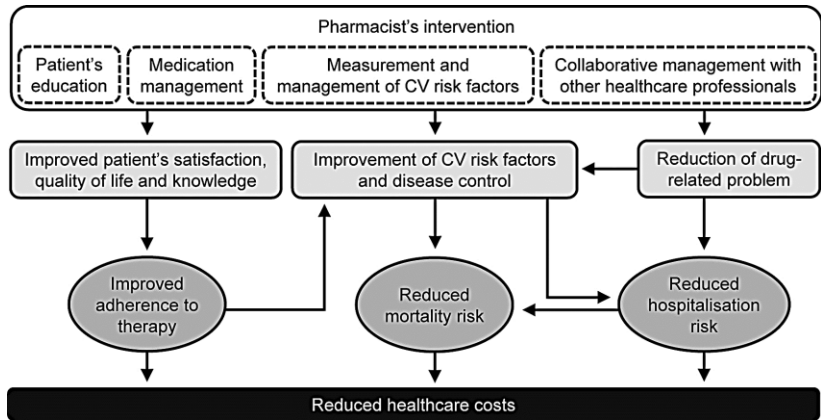 Pharmacist's intervention
Patient's
education
Medication
management
Measurement and
management of CV risk factors
Collaborative management with
other healthcare professionals
Improved patient's satisfaction,
quality of life and knowledge
Improvement of CV risk factors
and disease control
Reduction of drug-
related problem
Improved
adherence to
therapy
Reduced
mortality risk
Reduced
hospitalisation
risk
Reduced healthcare costs